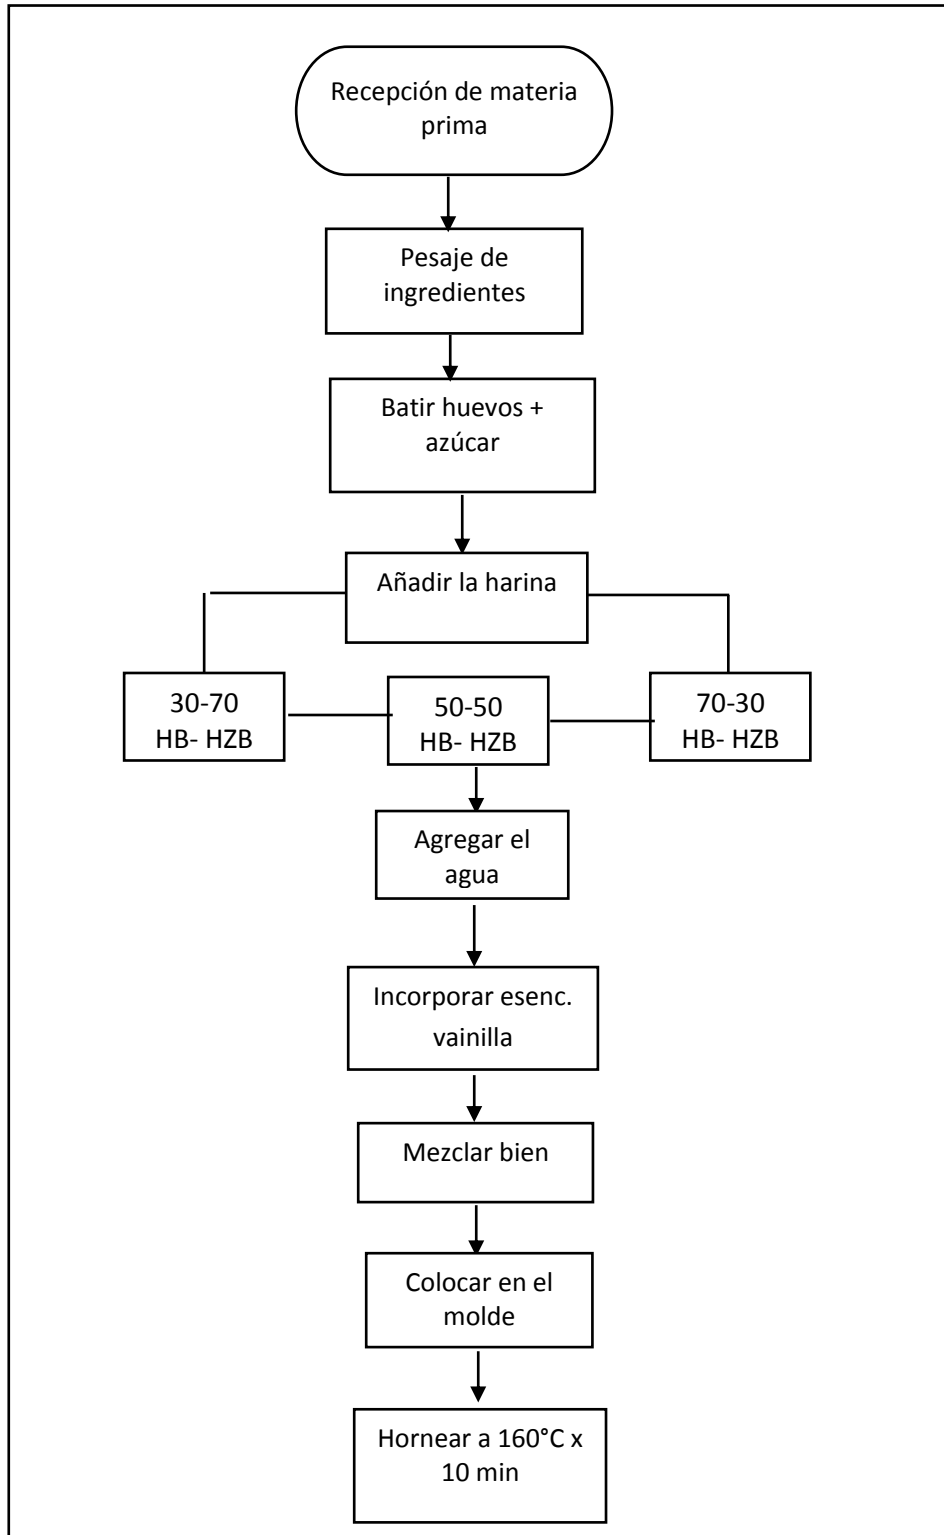 Recepción de materia
prima
Pesaje de
ingredientes
Batir huevos +
azúcar
Añadir la harina
30-70
HB- HZB
50-50
HB- HZB
70-30
HB- HZB
Agregar el
agua
Incorporar esenc.
vainilla
Mezclar bien
Colocar en el
molde
Hornear a 160°C x
10 min